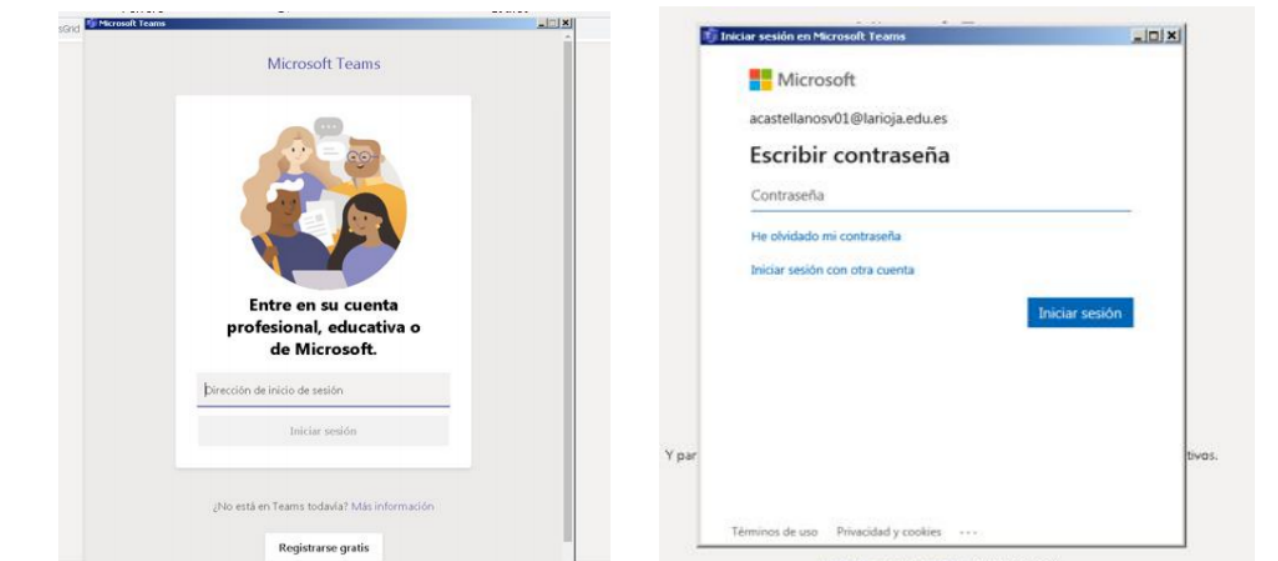 Microsoft Teams
Microsoft Teams
Entre en su cuenta
profesional, educativa o
de Microsoft.
Dirección de inicio de sesión
Iniciar sesión
¿No está en Teams todavía? Más información
Registrarse gratis
Iniciar sesión en Microsoft Teams
Microsoft
acastellanosv01@larioja.edu.es
Escribir contraseña
Contraseña
He olvidado mi contraseña
Iniciar sesión con otra cuenta
Iniciar sesión
Y par
tivos.
Términos de uso Privacidad y cookies ...